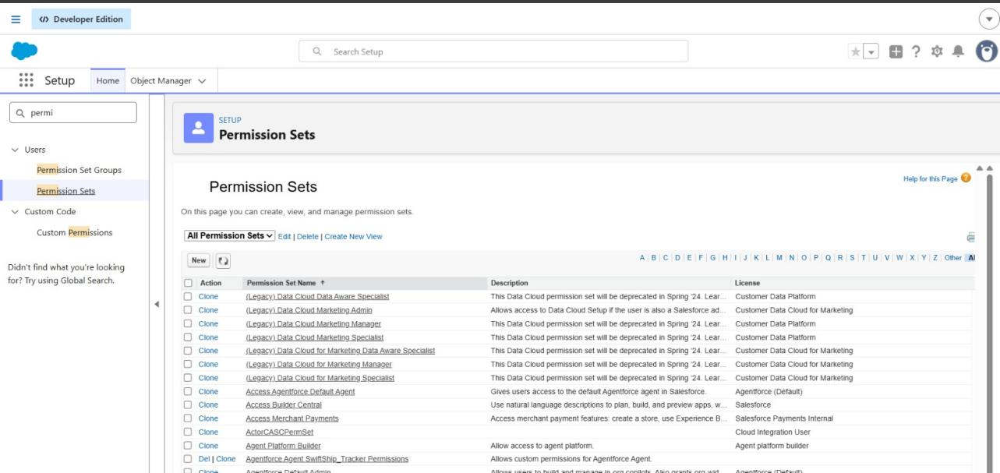 </> Developer Edition
Search Setup
Setup Home Object Manager
permi
Users
Permission Set Groups
Permission Sets
Custom Code
Custom Permissions
Didn't find what you're looking
for? Try using Global Search.
SETUP
Permission Sets
Permission Sets
Help for this Page
On this page you can create, view, and manage permission sets.
All Permission Sets Edit | Delete | Create New View
New A | B | C | D | E | F | G | H | I | J | K | L | M | N | O | P | Q | R | S | T | U | V | W | X | Y | Z | Other
Action Permission Set Name ↑ Description License
Clone (Legacy) Data Cloud Data Aware Specialist This Data Cloud permission set will be deprecated in Spring '24. Lear... Customer Data Platform
Clone (Legacy) Data Cloud Marketing Admin Allows access to Data Cloud Setup if the user is also a Salesforce ad... Customer Data Cloud for Marketing
Clone (Legacy) Data Cloud Marketing Manager This Data Cloud permission set will be deprecated in Spring '24. Lear... Customer Data Platform
Clone (Legacy) Data Cloud Marketing Specialist This Data Cloud permission set will be deprecated in Spring '24. Lear... Customer Data Platform
Clone (Legacy) Data Cloud for Marketing Data Aware Specialist This Data Cloud permission set will be deprecated in Spring '24. Lear... Customer Data Cloud for Marketing
Clone (Legacy) Data Cloud for Marketing Manager This Data Cloud permission set will be deprecated in Spring '24. Lear... Customer Data Cloud for Marketing
Clone (Legacy) Data Cloud for Marketing Specialist This Data Cloud permission set will be deprecated in Spring '24. Lear... Customer Data Cloud for Marketing
Clone Access Agentforce Default Agent Gives users access to the default Agentforce agent in Salesforce. Agentforce (Default)
Clone Access Builder Central Use natural language descriptions to plan, build, and preview apps, w... Salesforce
Clone Access Merchant Payments Access merchant payment features: create a store, use Experience B... Salesforce Payments Internal
Clone ActorCASCPermSet Cloud Integration User
Clone Agent Platform Builder Allow access to agent platform. Agent platform builder
Del | Clone Agentforce Agent SwiftShip_Tracker Permissions Allows custom permissions for Agentforce Agent.
Clone Agentforce Default Admin Allows users to build and manage in org copilots. Also grants org wid... Agentforce (Default)